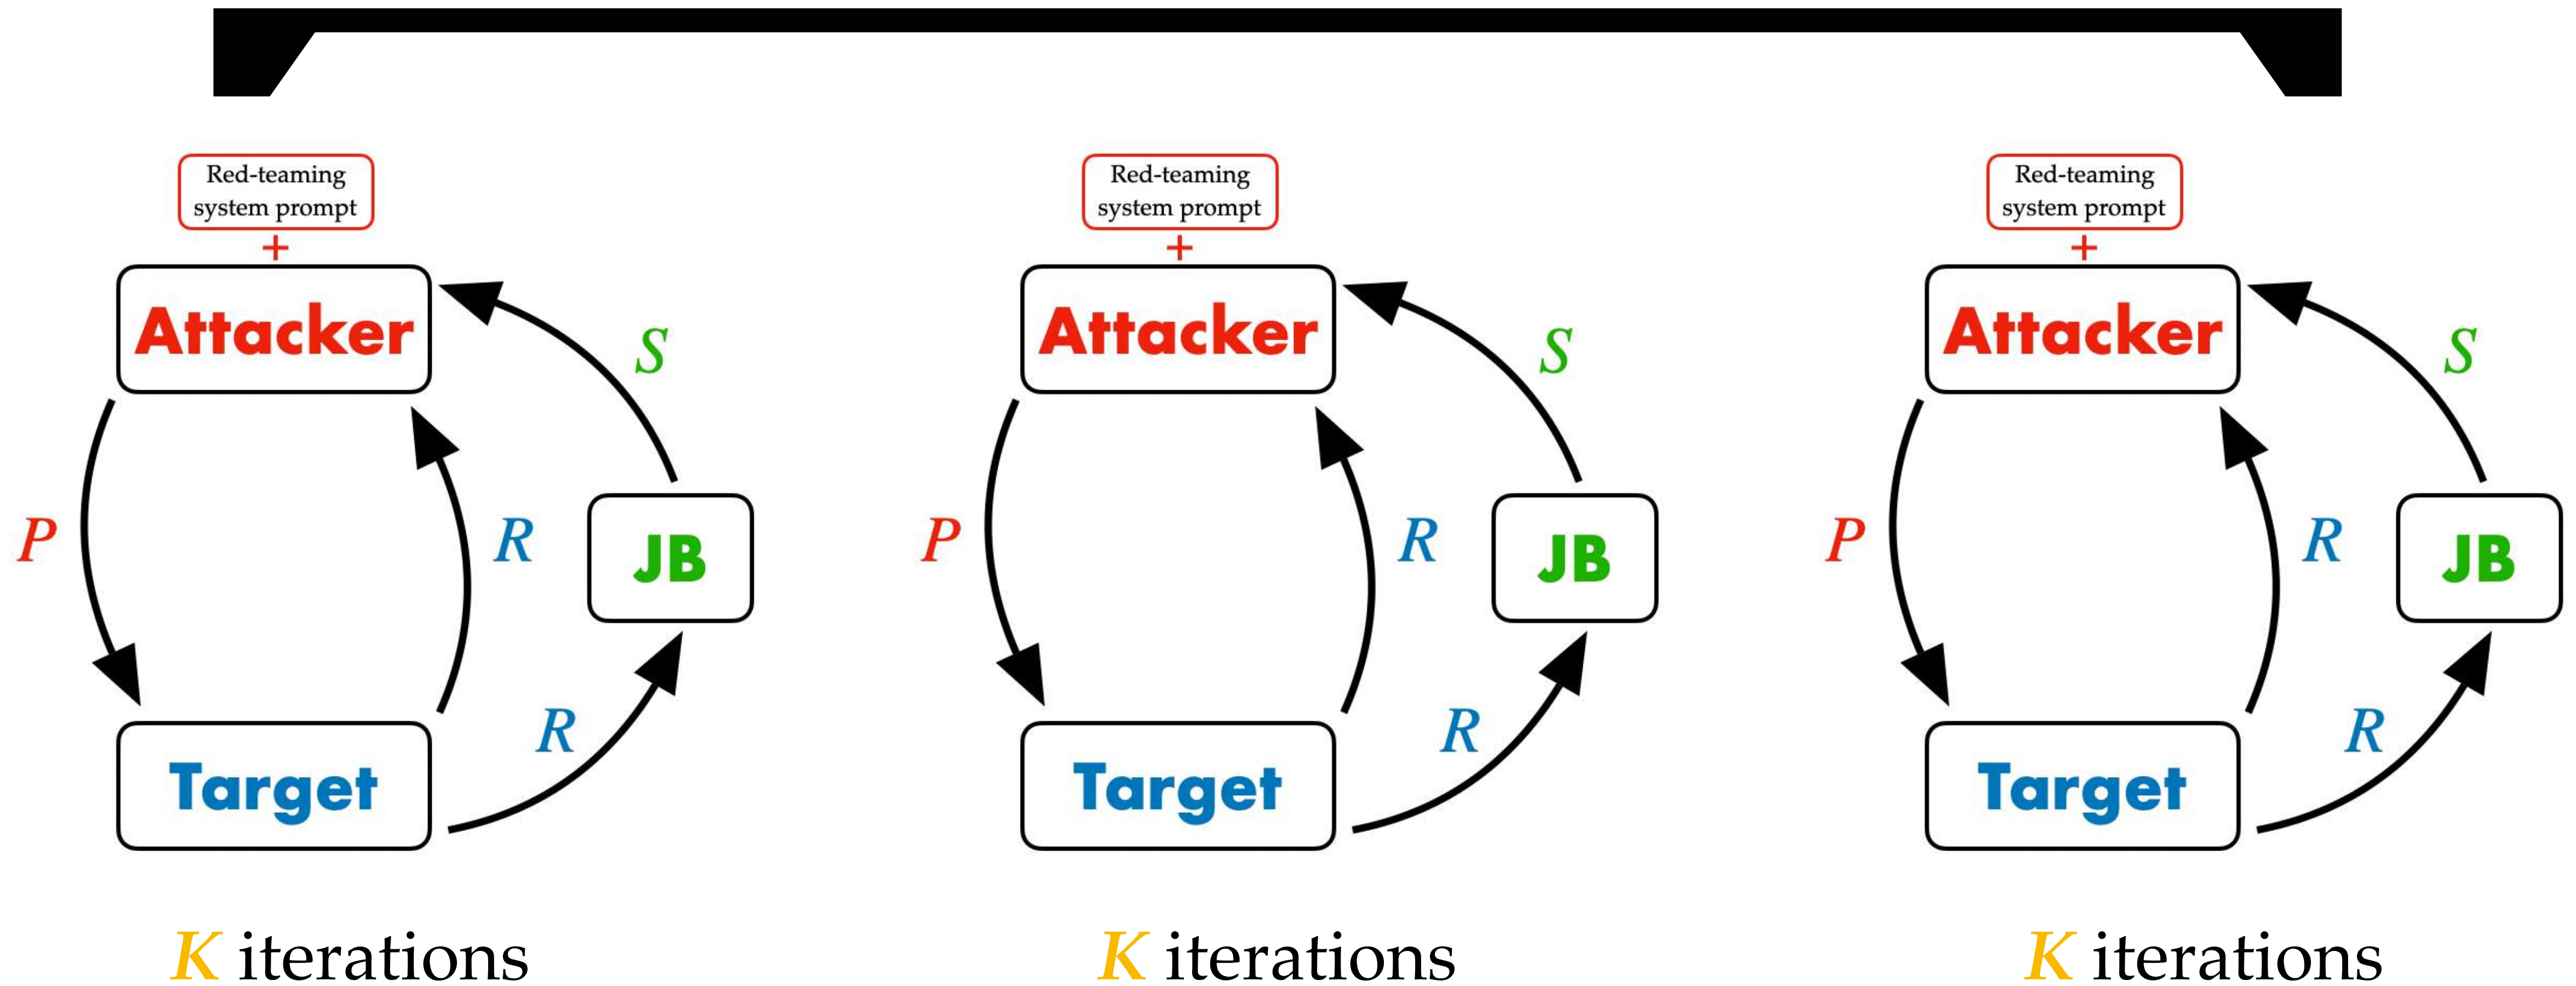 Red-teaming
system prompt
+
Attacker
S
P
R
JB
R
Target
K iterations
Red-teaming
system prompt
+
Attacker
S
P
R
JB
R
Target
K iterations
Red-teaming
system prompt
+
Attacker
S
P
R
JB
R
Target
K iterations